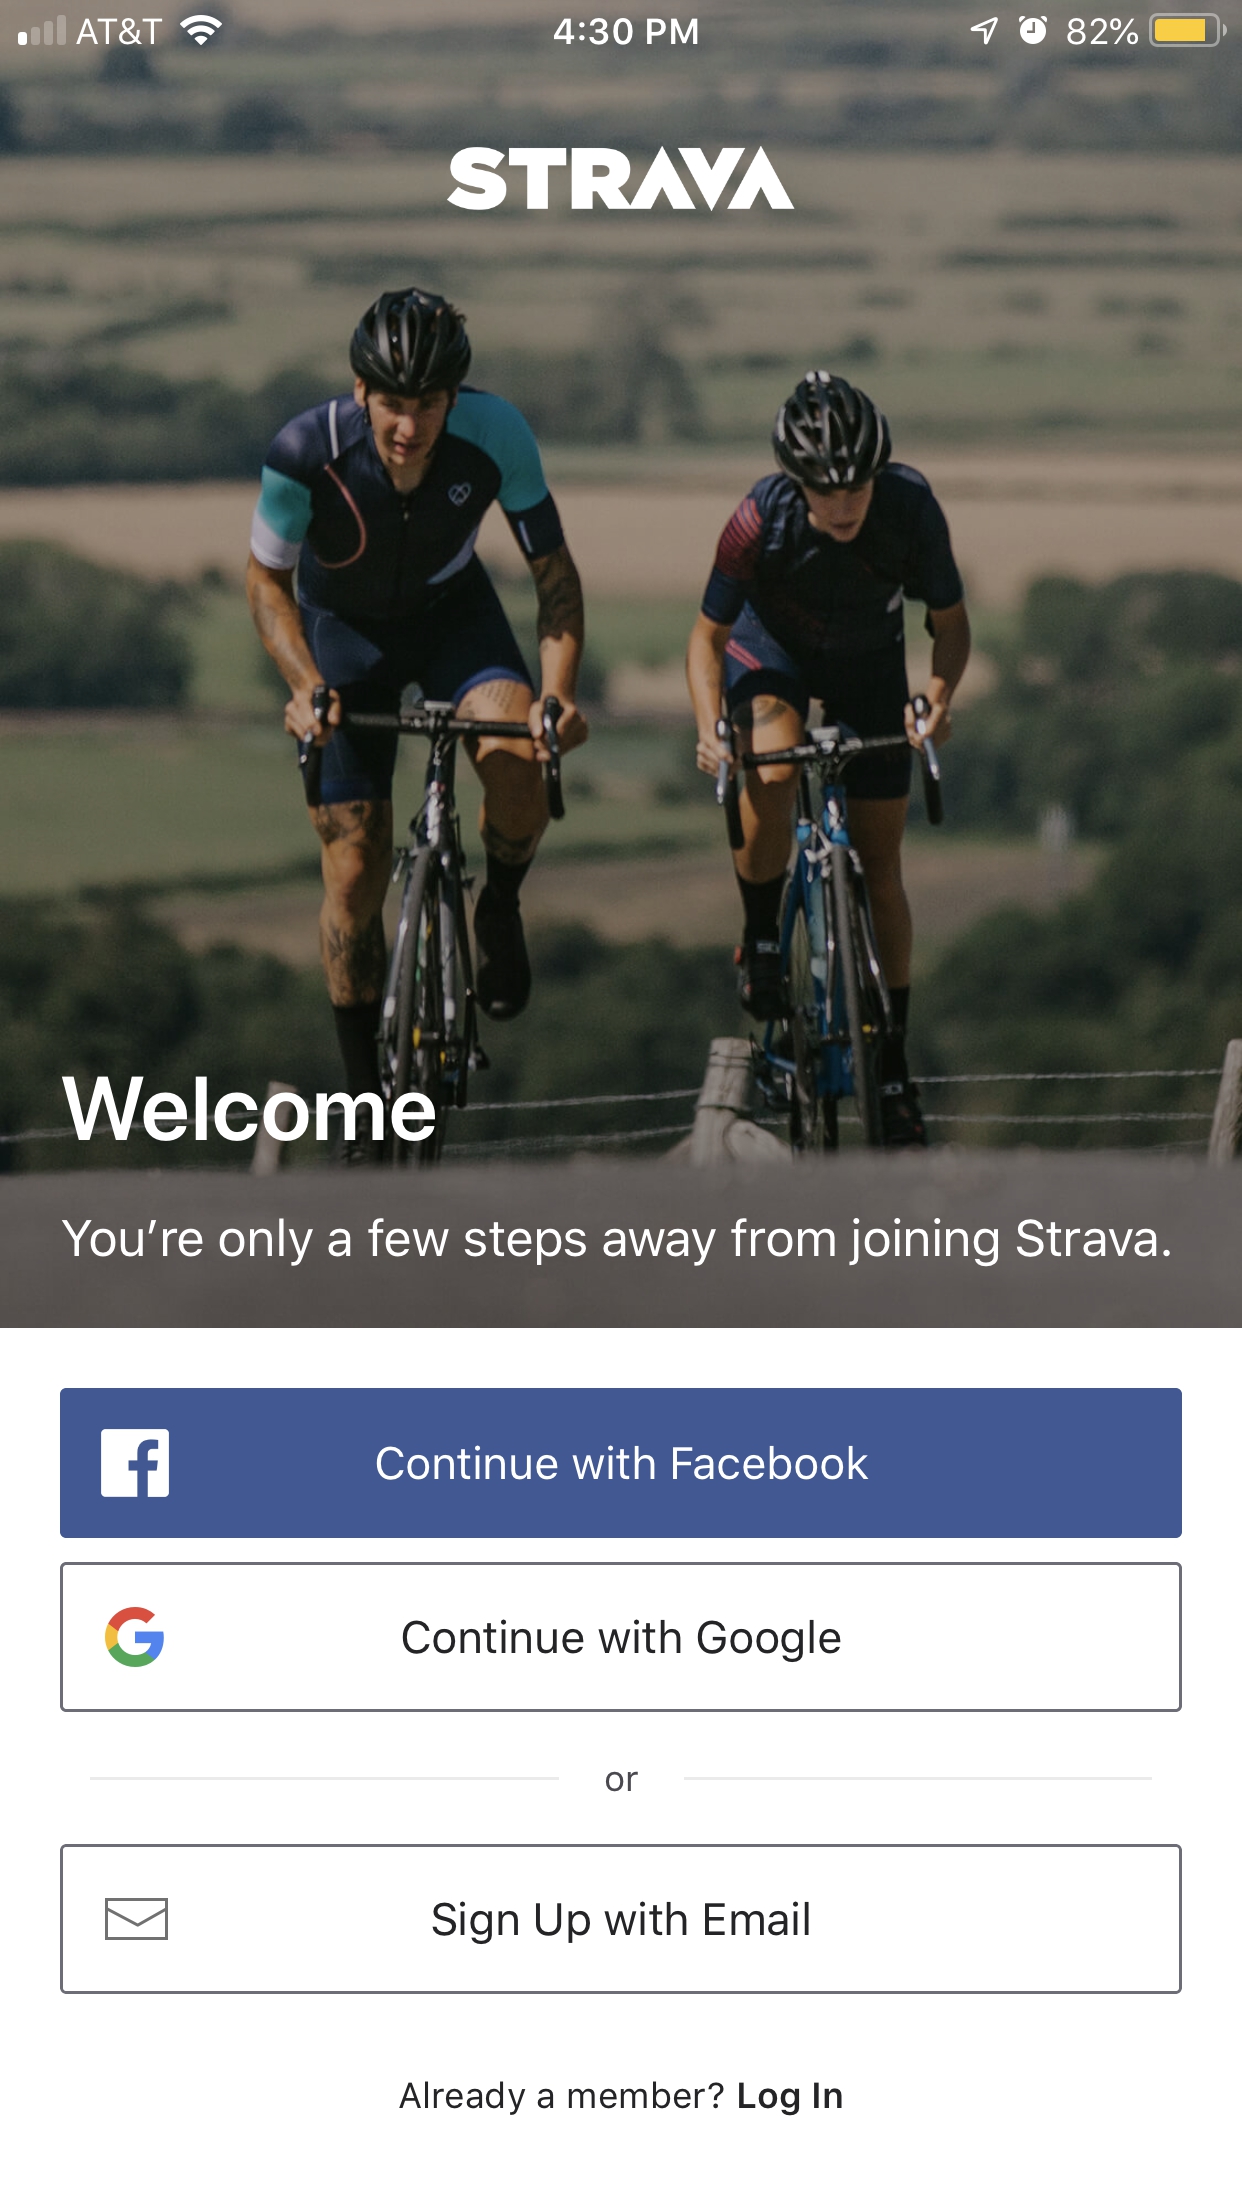 AT&T 4:30 PM 82%
STRAVA
Welcome
You’re only a few steps away from joining Strava.
Continue with Facebook
Continue with Google
or
Sign Up with Email
Already a member? Log In